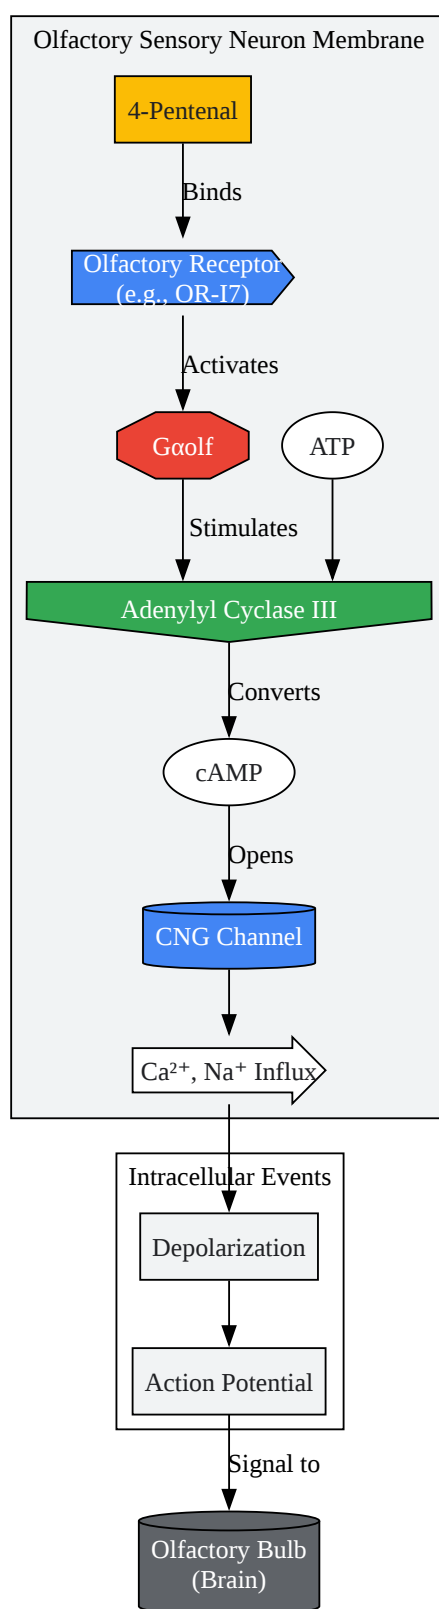 Olfactory Sensory Neuron Membrane
4-Pentenal
Binds
Olfactory Receptor
(e.g., OR-I7)
Activates
Gαolf
ATP
Stimulates
Adenylyl Cyclase III
Converts
cAMP
Opens
CNG Channel
Ca²⁺, Na⁺ Influx
Intracellular Events
Depolarization
Action Potential
Signal to
Olfactory Bulb
(Brain)